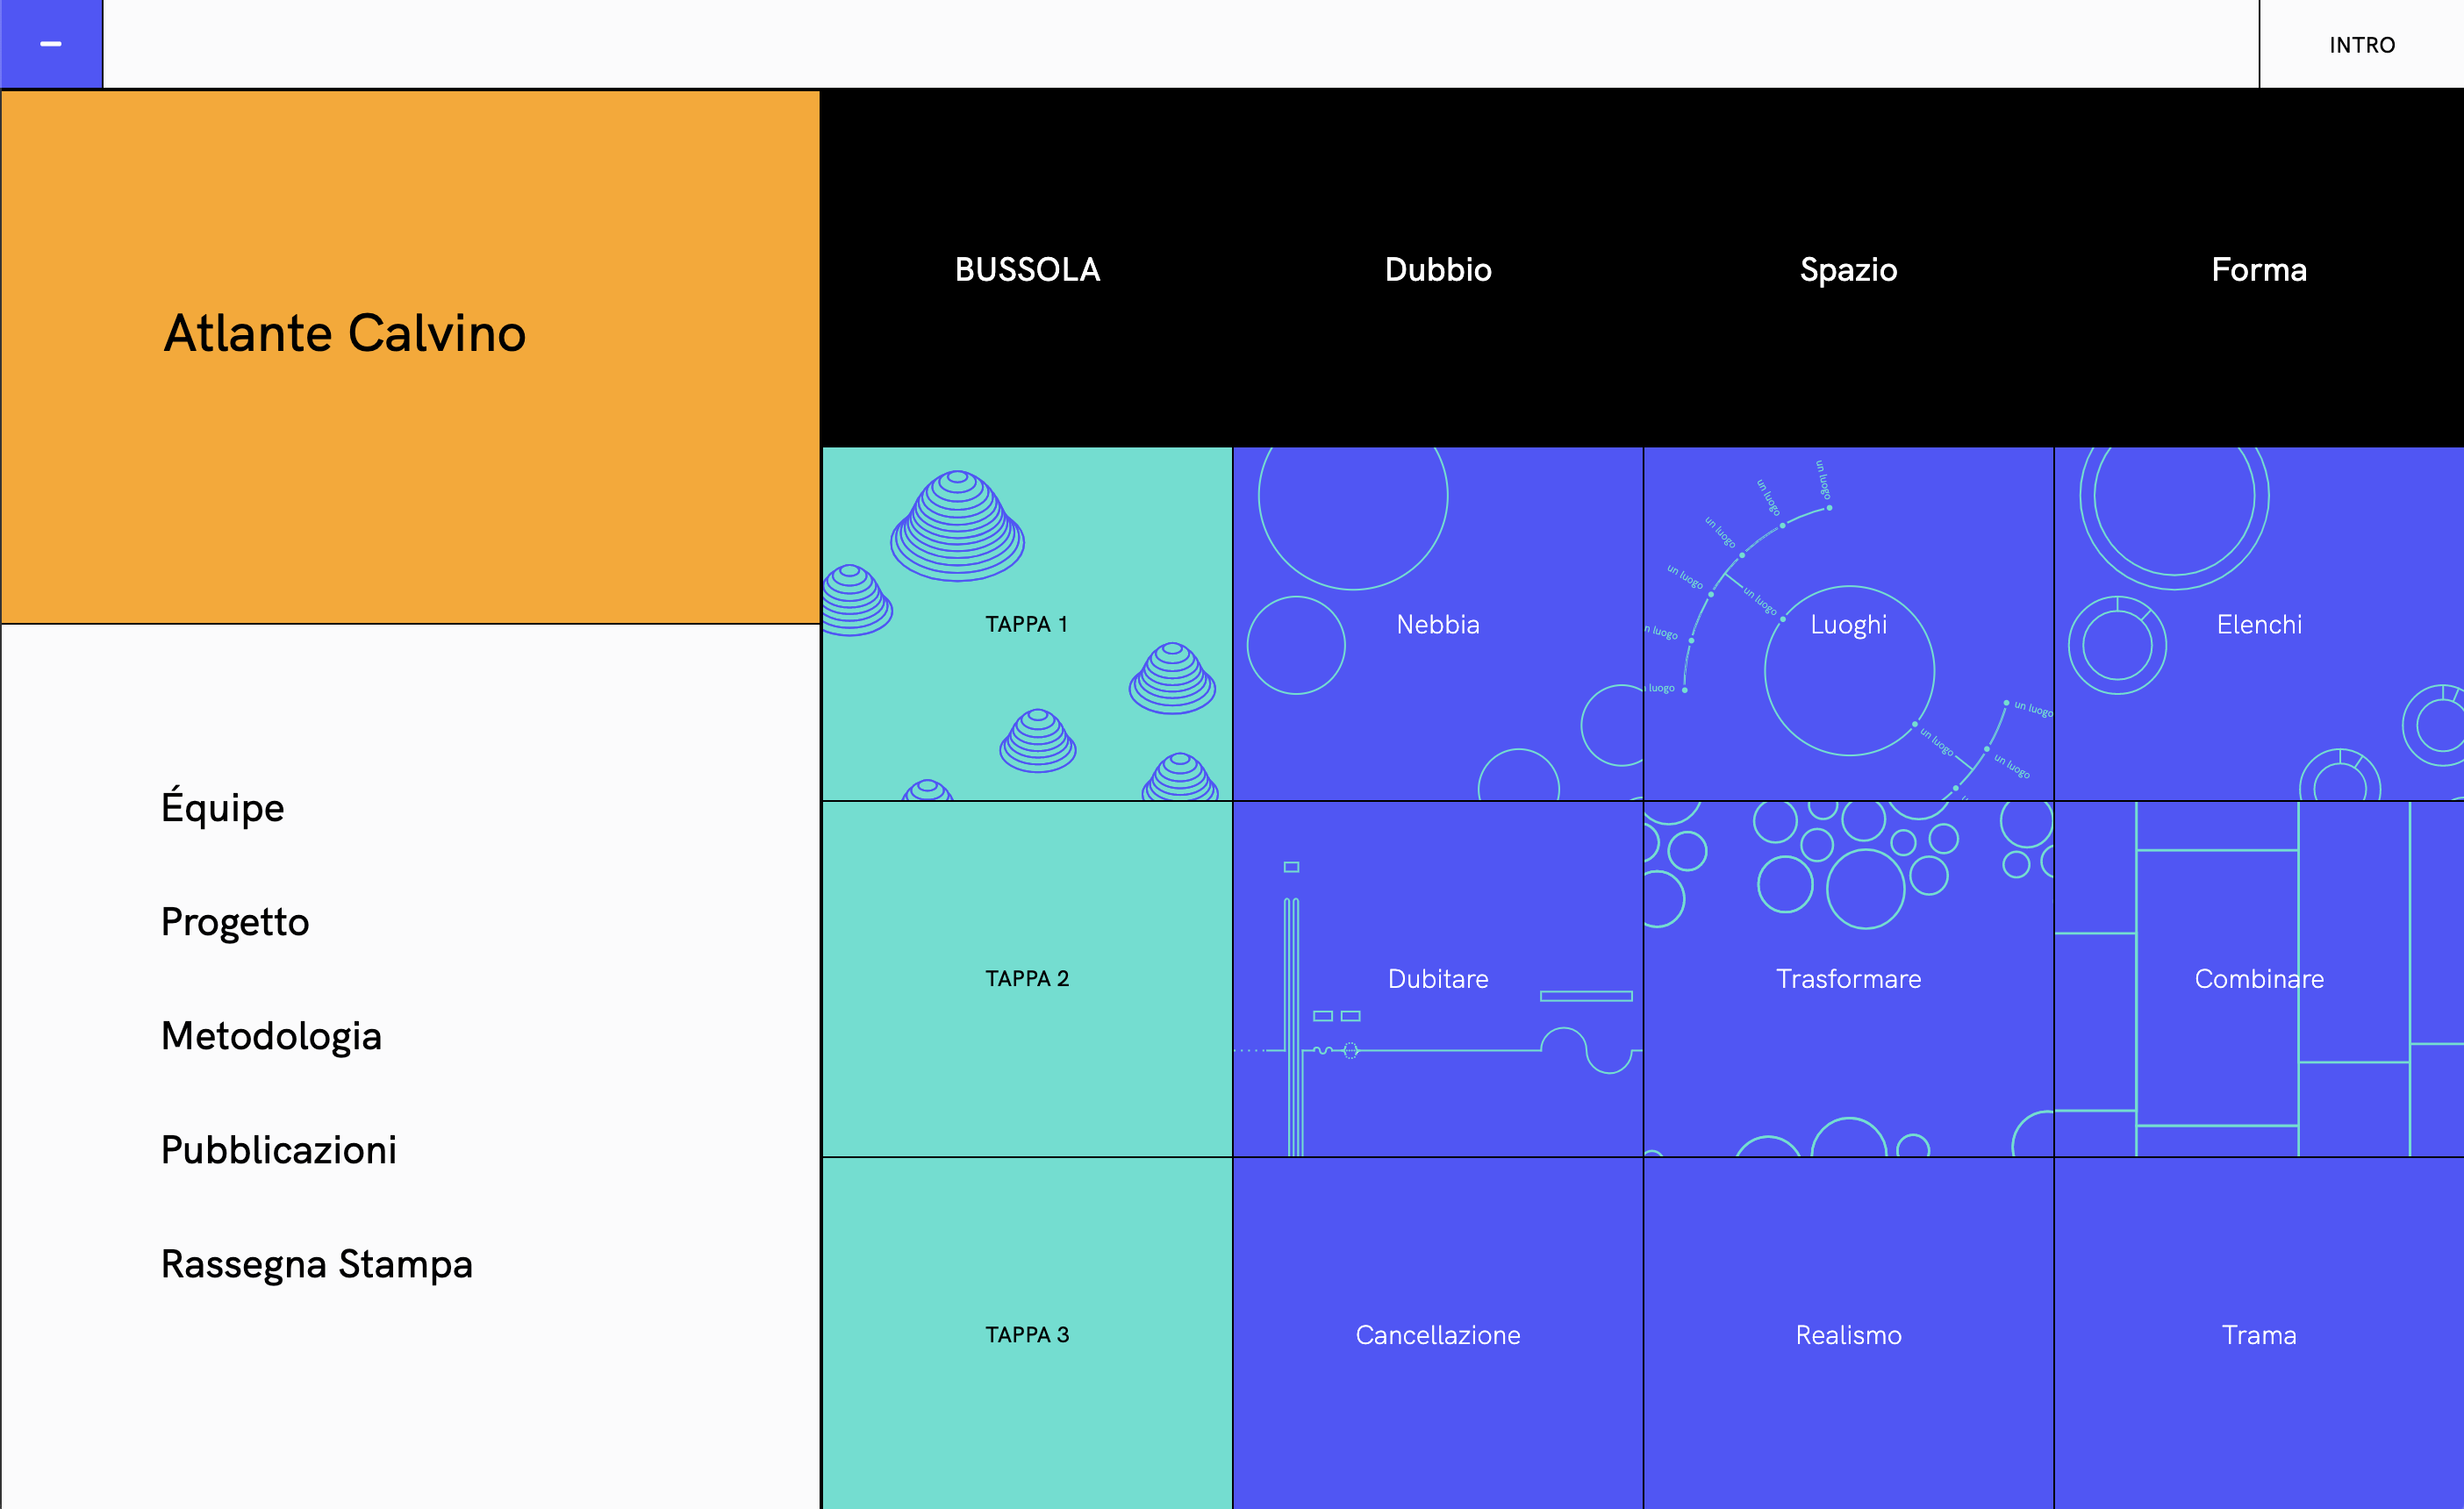 INTRO
Atlante Calvino
Équipe
Progetto
Metodologia
Pubblicazioni
Rassegna Stampa
BUSSOLA
Dubbio
Spazio
Forma
TAPPA 1
Nebbia
un luogo
un luogo
un luogo
un luogo
un luogo
n luogo
luogo
Luoghi
un luogo
un luogo
un luogo
Elenchi
TAPPA 2
Dubitare
Trasformare
Combinare
TAPPA 3
Cancellazione
Realismo
Trama